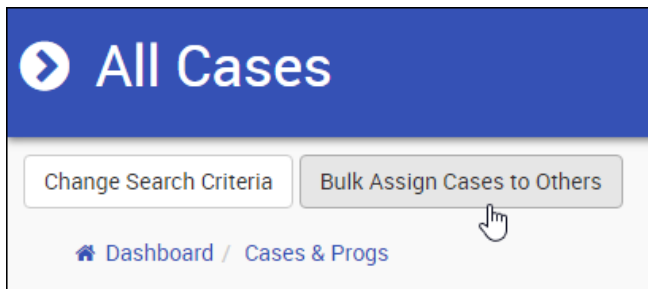 All Cases
Change Search Criteria Bulk Assign Cases to Others
Dashboard / Cases & Progs